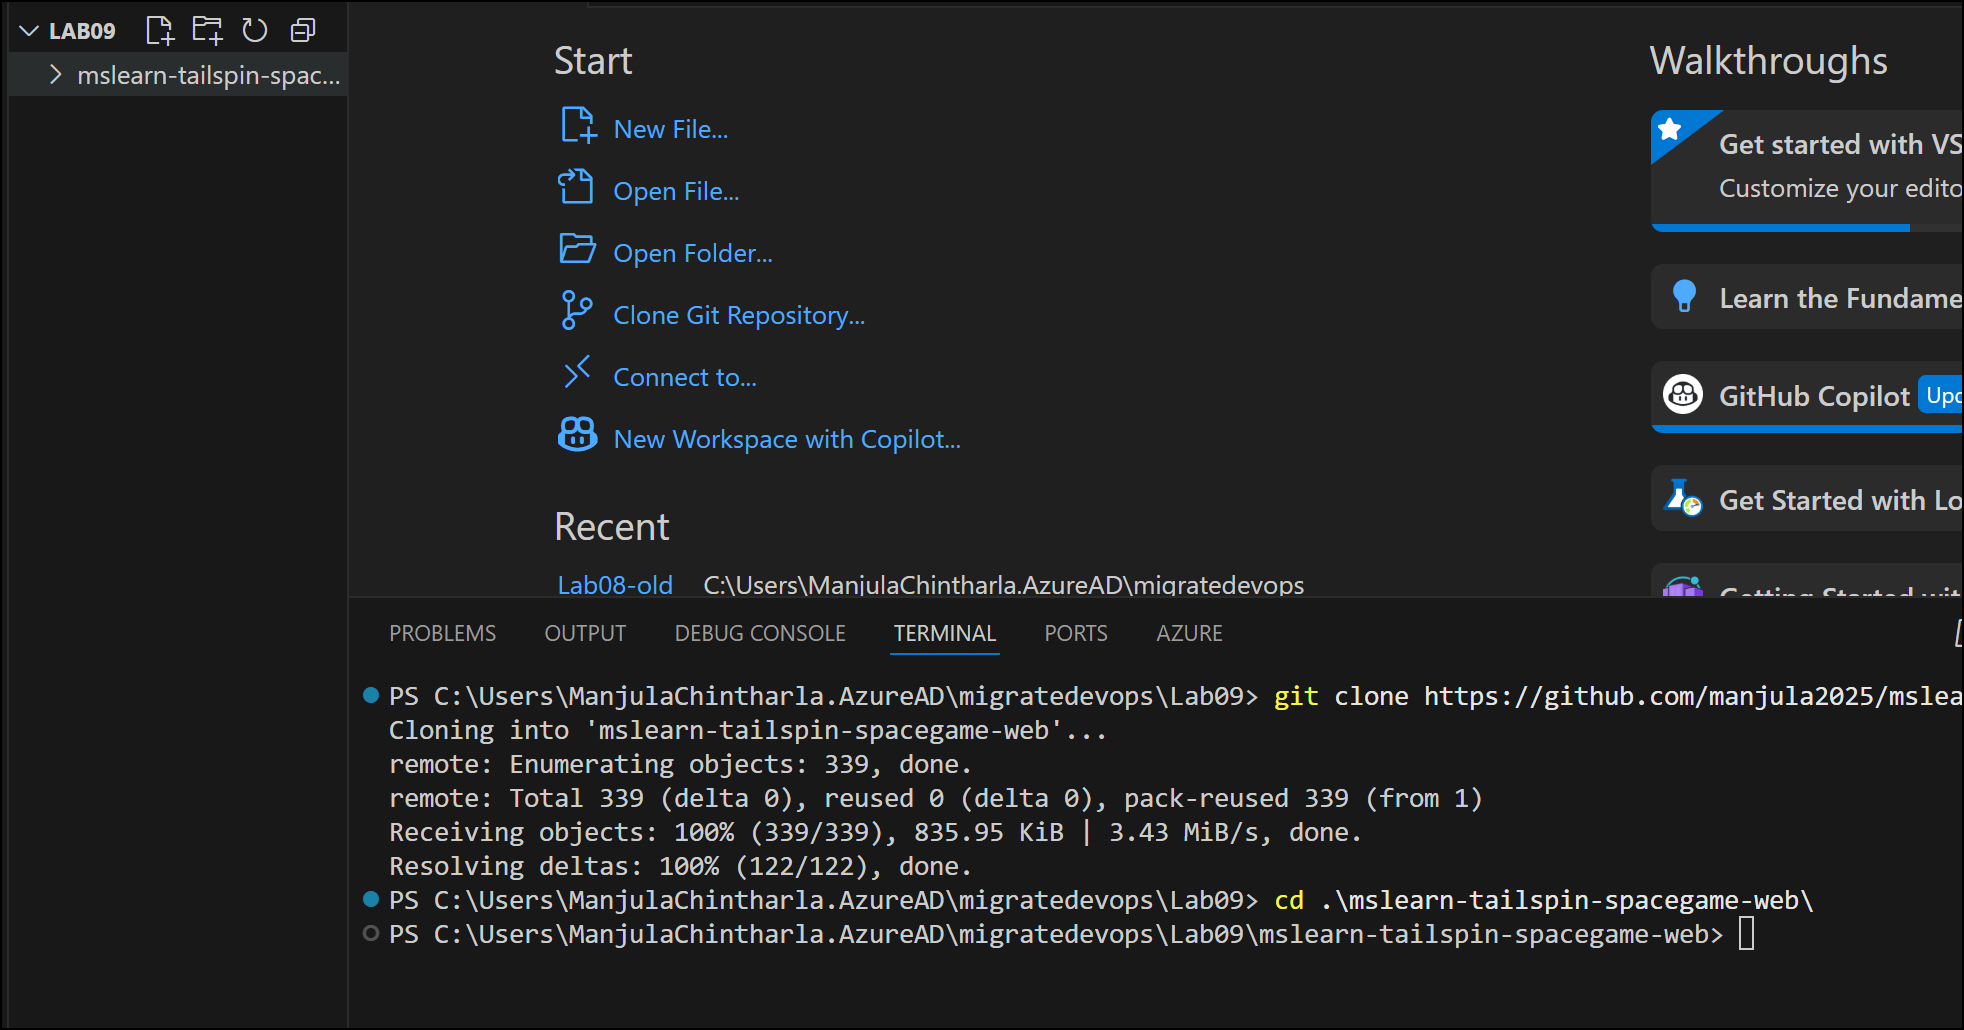 LAB09
mslearn-tailspin-spac...
Start
New File...
Open File...
Open Folder...
Clone Git Repository...
Connect to...
New Workspace with Copilot...
Recent
Lab08-old C:\Users\ManjulaChintharla.AzureAD\migratedevops
Walkthroughs
Get started with VS
Customize your edito
Learn the Fundame
GitHub Copilot Upd
Get Started with Lo
Getting Started wit
PROBLEMS OUTPUT DEBUG CONSOLE TERMINAL PORTS AZURE
PS C:\Users\ManjulaChintharla.AzureAD\migratedevops\Lab09> git clone https://github.com/manjula2025/mslea
Cloning into 'mslearn-tailspin-spacegame-web'...
remote: Enumerating objects: 339, done.
remote: Total 339 (delta 0), reused 0 (delta 0), pack-reused 339 (from 1)
Receiving objects: 100% (339/339), 835.95 KiB | 3.43 MiB/s, done.
Resolving deltas: 100% (122/122), done.
PS C:\Users\ManjulaChintharla.AzureAD\migratedevops\Lab09> cd .\mslearn-tailspin-spacegame-web\
PS C:\Users\ManjulaChintharla.AzureAD\migratedevops\Lab09\mslearn-tailspin-spacegame-web>